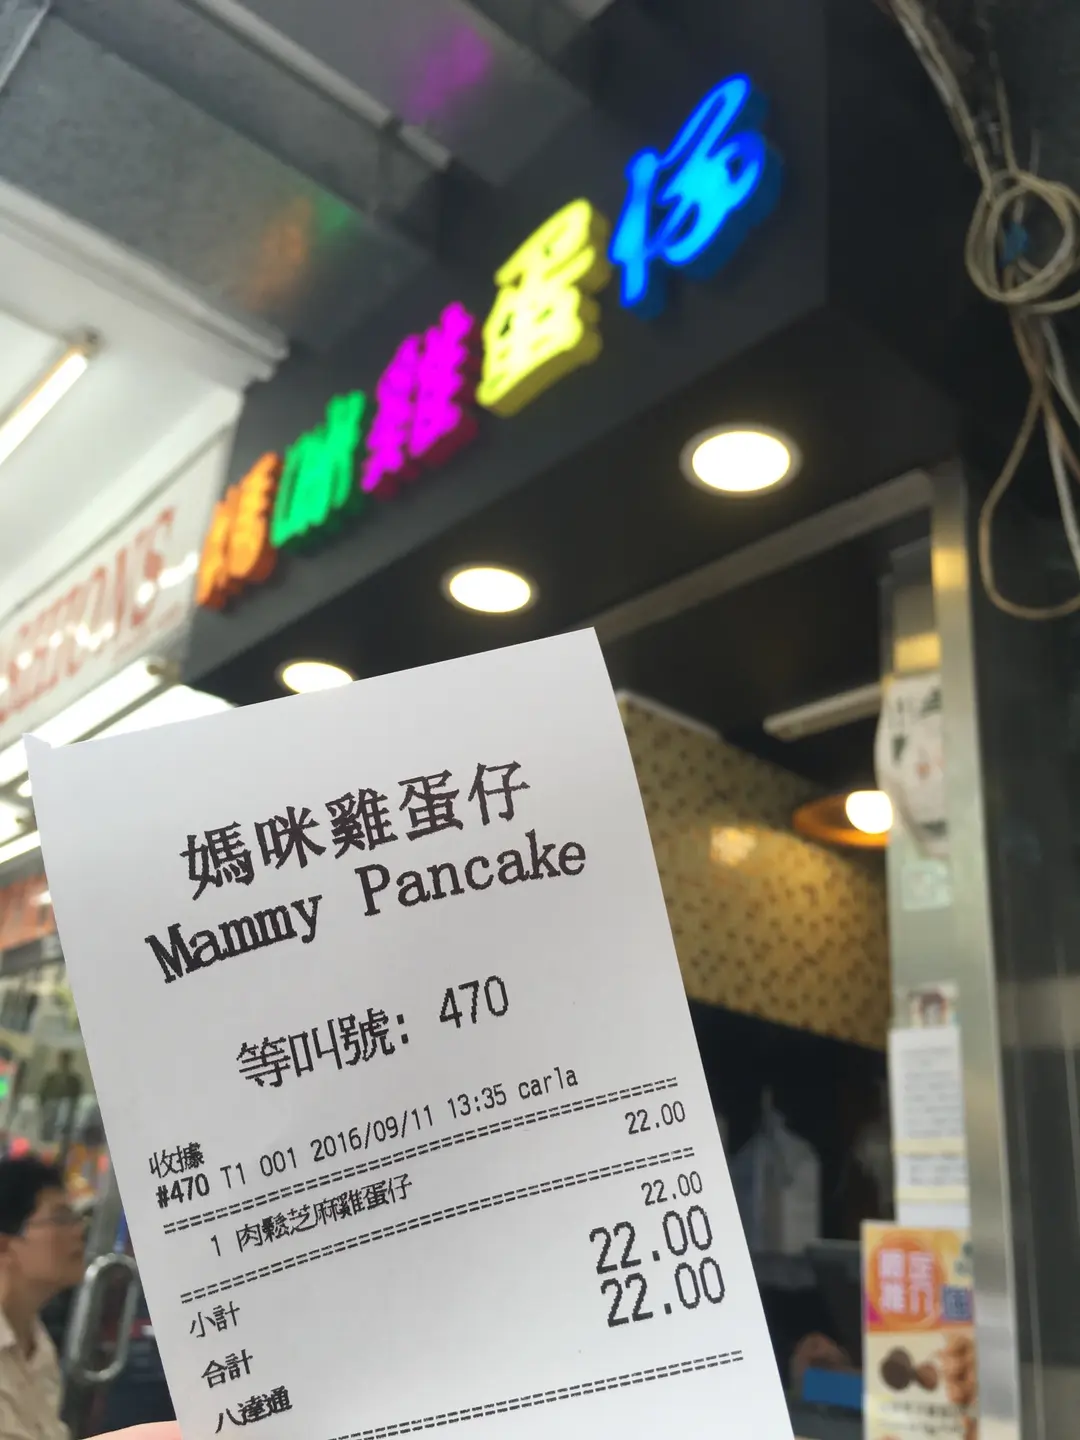 媽咪雞蛋仔
媽咪雞蛋仔
Mammy Pancake
等叫號: 470
收據
#470 T1 001 2016/09/11 13:35 carla
1 肉鬆芝麻雞蛋仔 22.00
小計 22.00
合計 22.00
八達通 22.00